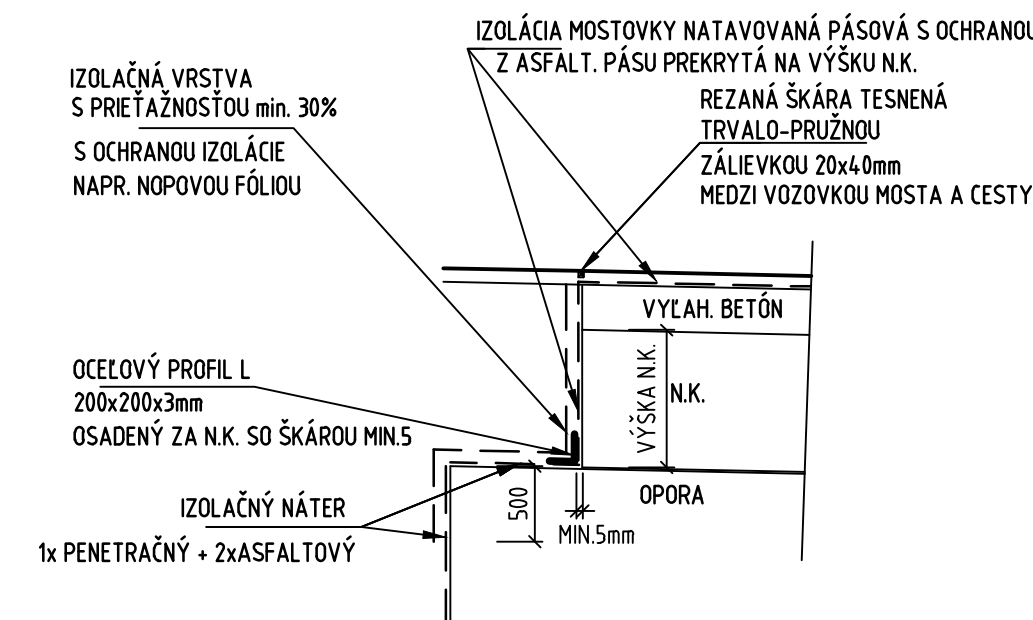 IZOLÁCIA MOSTOVKY NATAVOVANÁ PÁSOVÁ S OCHRANOU
Z ASFALT. PÁSU PREKRYTÁ NA VÝŠKU N.K.
IZOLAČNÁ VRSTVA
S PRIEŤAŽNOSŤOU min. 30%
S OCHRANOU IZOLÁCIE
NAPR. NOPOVOU FÓLIOU
REZANÁ ŠKÁRA TESNENÁ
TRVALO-PRUŽNOU
ZÁLIEVKOU 20x40mm
MEDZI VOZOVKOU MOSTA A CESTY
VYĽAH. BETÓN
VÝŠKA N.K.
N.K.
OCEĽOVÝ PROFIL L
200x200x3mm
OSADENÝ ZA N.K. SO ŠKÁROU MIN.5
OPORA
500
MIN.5mm
IZOLAČNÝ NÁTER
1x PENETRAČNÝ + 2xASFALTOVÝ